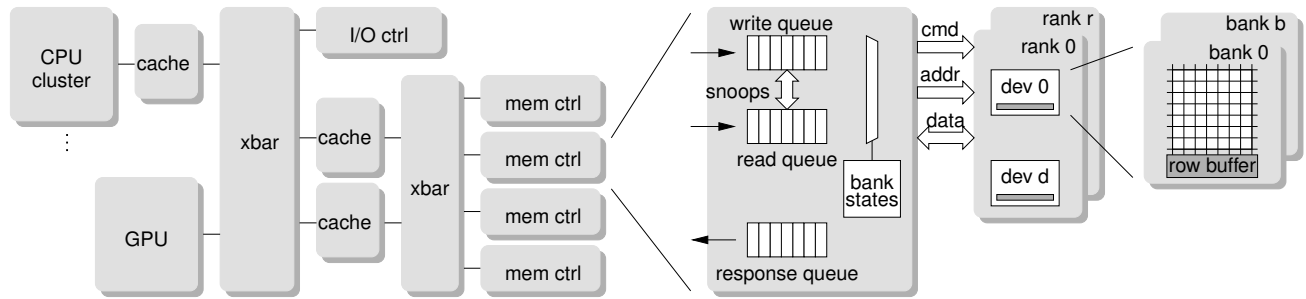 CPU
cluster
cache
xbar
GPU
I/O ctrl
cache
cache
xbar
mem ctrl
mem ctrl
mem ctrl
mem ctrl
write queue
snoops
read queue
response queue
bank
states
cmd
addr
data
rank r
rank 0
dev 0
dev d
bank b
bank 0
row buffer